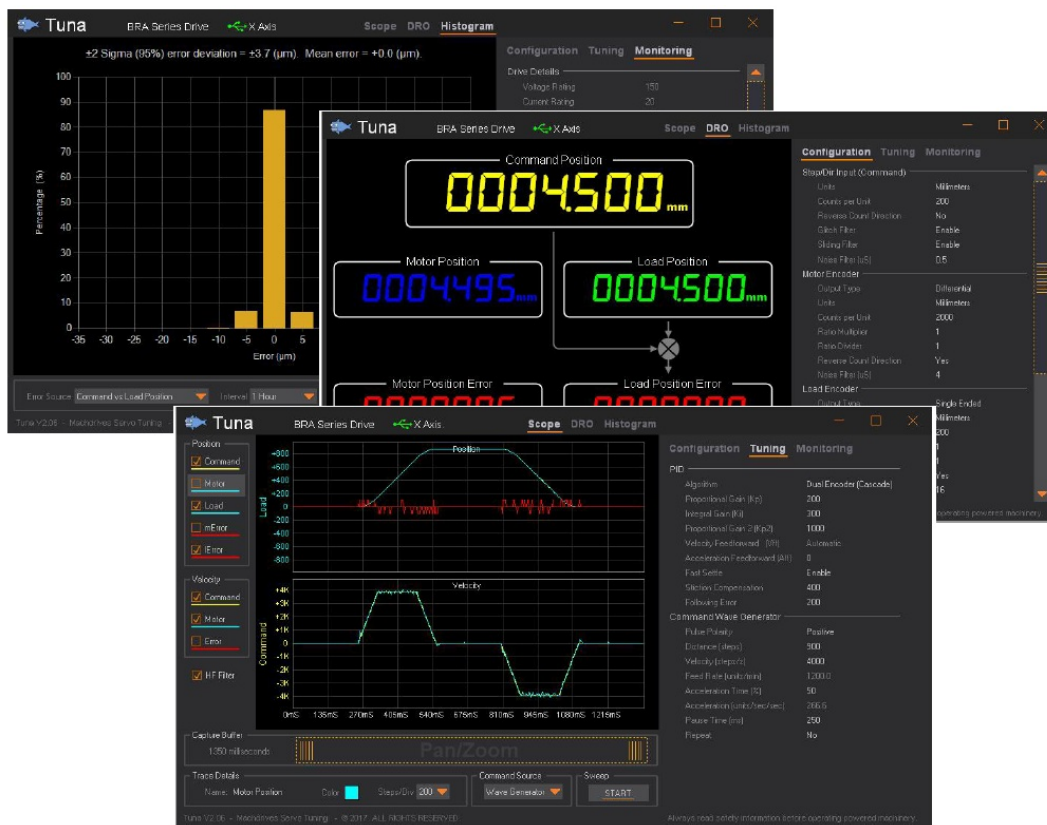 Tuna BRA Series Drive X Axis Scope DRO Histogram
±2 Sigma (95%) error deviation = ±3.7 (µm). Mean error = +0.0 (µm).
Percentage (%)
100
90
80
70
60
50
40
30
20
10
0
-35 -30 -25 -20 -15 -10 -5 0 5
Error (µm)
Configuration Tuning Monitoring
Drive Details
Voltage Rating 150
Current Rating 20
Error Source Command vs Load Position Interval 1 Hour
Tuna V2.06 - Machdrives Servo Tuning -
Tuna BRA Series Drive X Axis Scope DRO Histogram
Command Position
0004.500 mm
Motor Position
0004.495 mm
Load Position
0004.500 mm
Motor Position Error
Load Position Error
Configuration Tuning Monitoring
Step/Dir Input (Command)
Units Millimeters
Counts per Unit 200
Reverse Count Direction No
Glitch Filter Enable
Sliding Filter Enable
Noise Filter (uS) 0.5
Motor Encoder
Output Type Differential
Units Millimeters
Counts per Unit 2000
Ratio Multiplier 1
Ratio Divider 1
Reverse Count Direction Yes
Noise Filter (uS) 4
Load Encoder
Output Type Single Ended
Millimeters
200
1
1
Yes
16
operating powered machinery.
Tuna BRA Series Drive X Axis Scope DRO Histogram
Position
Command
Motor
Load
mError
lError
Velocity
Command
Motor
Error
HF Filter
Position
Load
+800
+600
+400
+200
0
-200
-400
-600
-800
Velocity
Command
+4K
+3K
+2K
+1K
0
-1K
-2K
-3K
-4K
0mS 135mS 270mS 405mS 540mS 675mS 810mS 945mS 1080mS 1215mS
Capture Buffer
1350 milliseconds
Pan/Zoom
Trace Details
Name: Motor Position Color Steps/Div 200
Command Source
Wave Generator
Sweep
START
Configuration Tuning Monitoring
PID
Algorithm Dual Encoder (Cascade)
Proportional Gain (Kp) 200
Integral Gain (Ki) 300
Proportional Gain 2 (Kp2) 1000
Velocity Feedforward (Vff) Automatic
Acceleration Feedforward (Aff) 0
Fast Settle Enable
Stiction Compensation 400
Following Error 200
Command Wave Generator
Pulse Polarity Positive
Distance (steps) 900
Velocity (steps/s) 4000
Feed Rate (units/min) 1200.0
Acceleration Time (%) 50
Acceleration (units/sec/sec) 266.6
Pause Time (ms) 250
Repeat No
Tuna V2.06 - Machdrives Servo Tuning - © 2017. ALL RIGHTS RESERVED
Always read safety information before operating powered machinery.